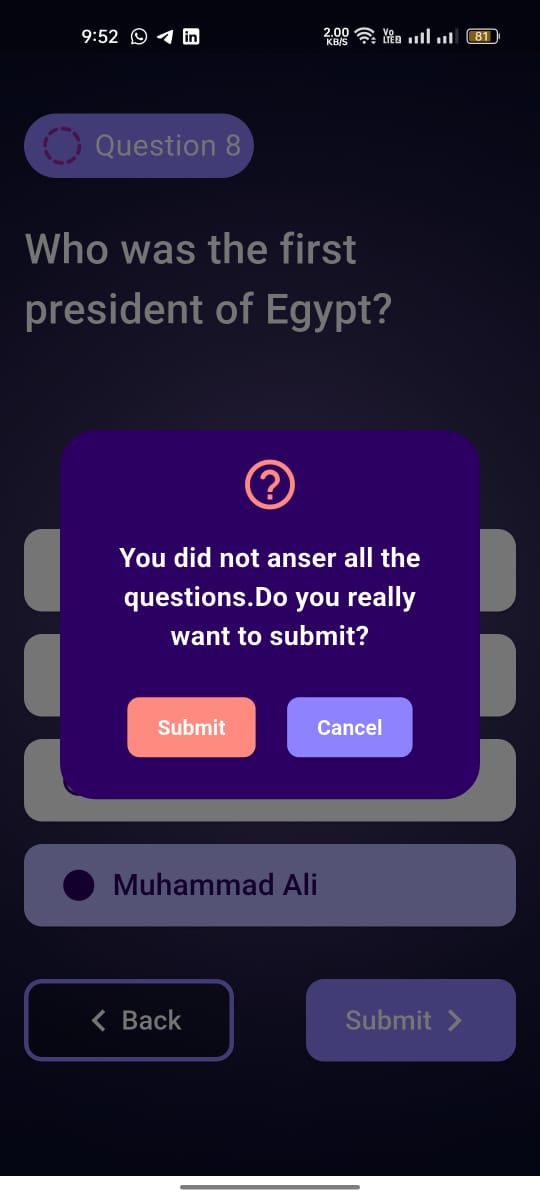 9:52 2.00 KB/S Vo LTE2 81
Question 8
Who was the first
president of Egypt?
You did not anser all the
questions.Do you really
want to submit?
Submit Cancel
Muhammad Ali
Back Submit